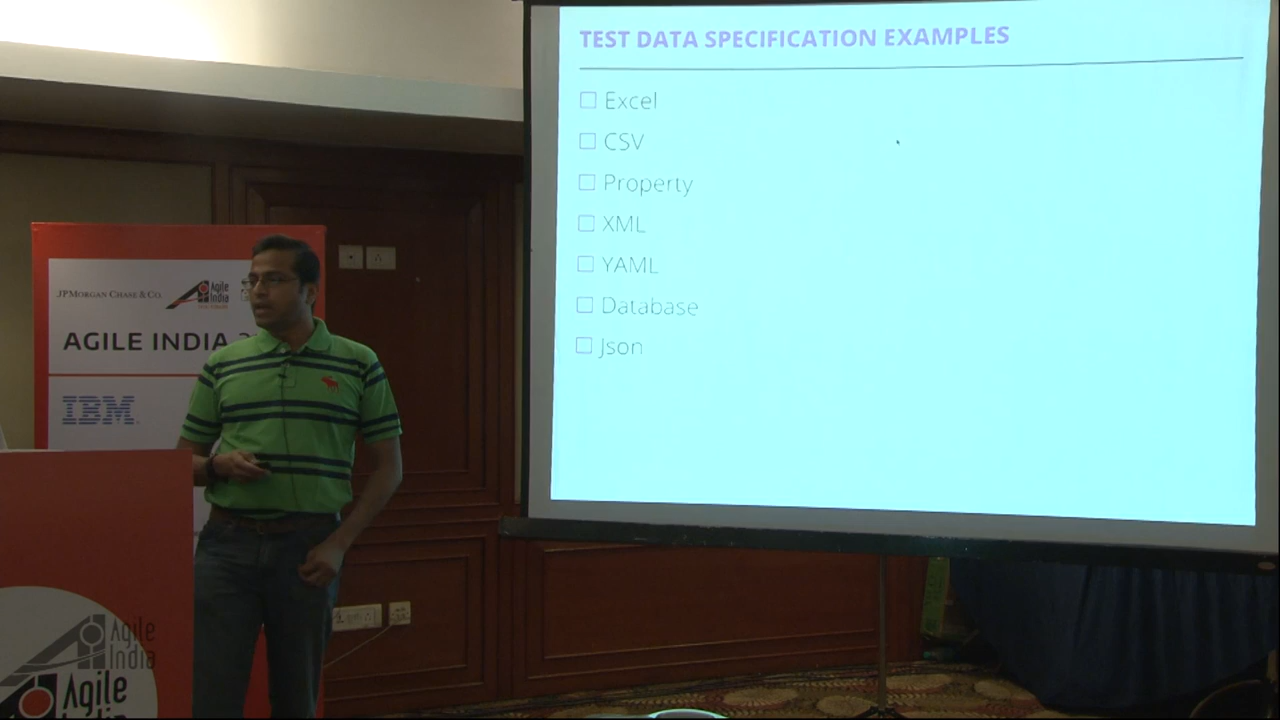 TEST DATA SPECIFICATION EXAMPLES
Excel
CSV
Property
XML
YAML
Database
Json
JPMORGAN CHASE & CO.
Agile
India
AGILE INDIA
IBM
Agile
India
Agile